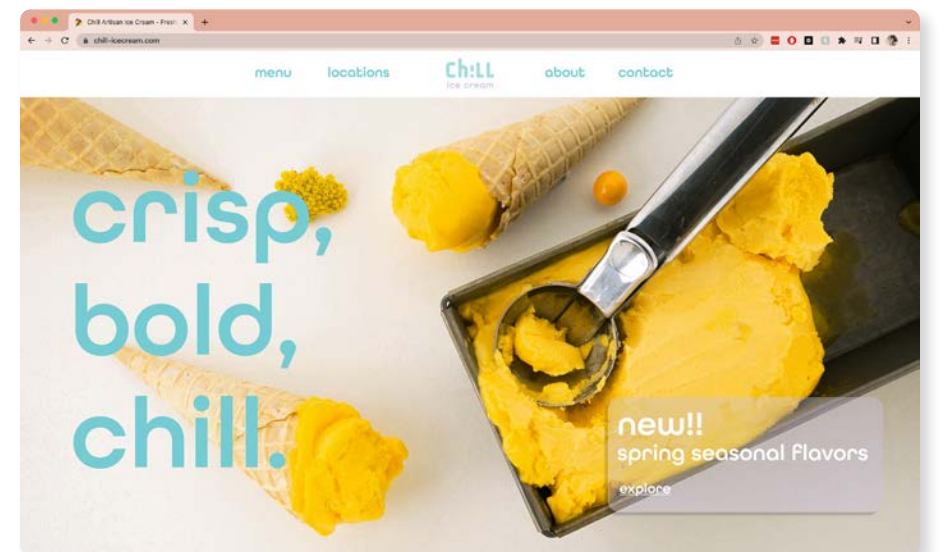 Chill Artisan Ice Cream - Fresh
chill-icecream.com
menu
locations
Ch!LL
ice cream
about
contact
crisp,
bold,
chill.
new!!
spring seasonal flavors
explore